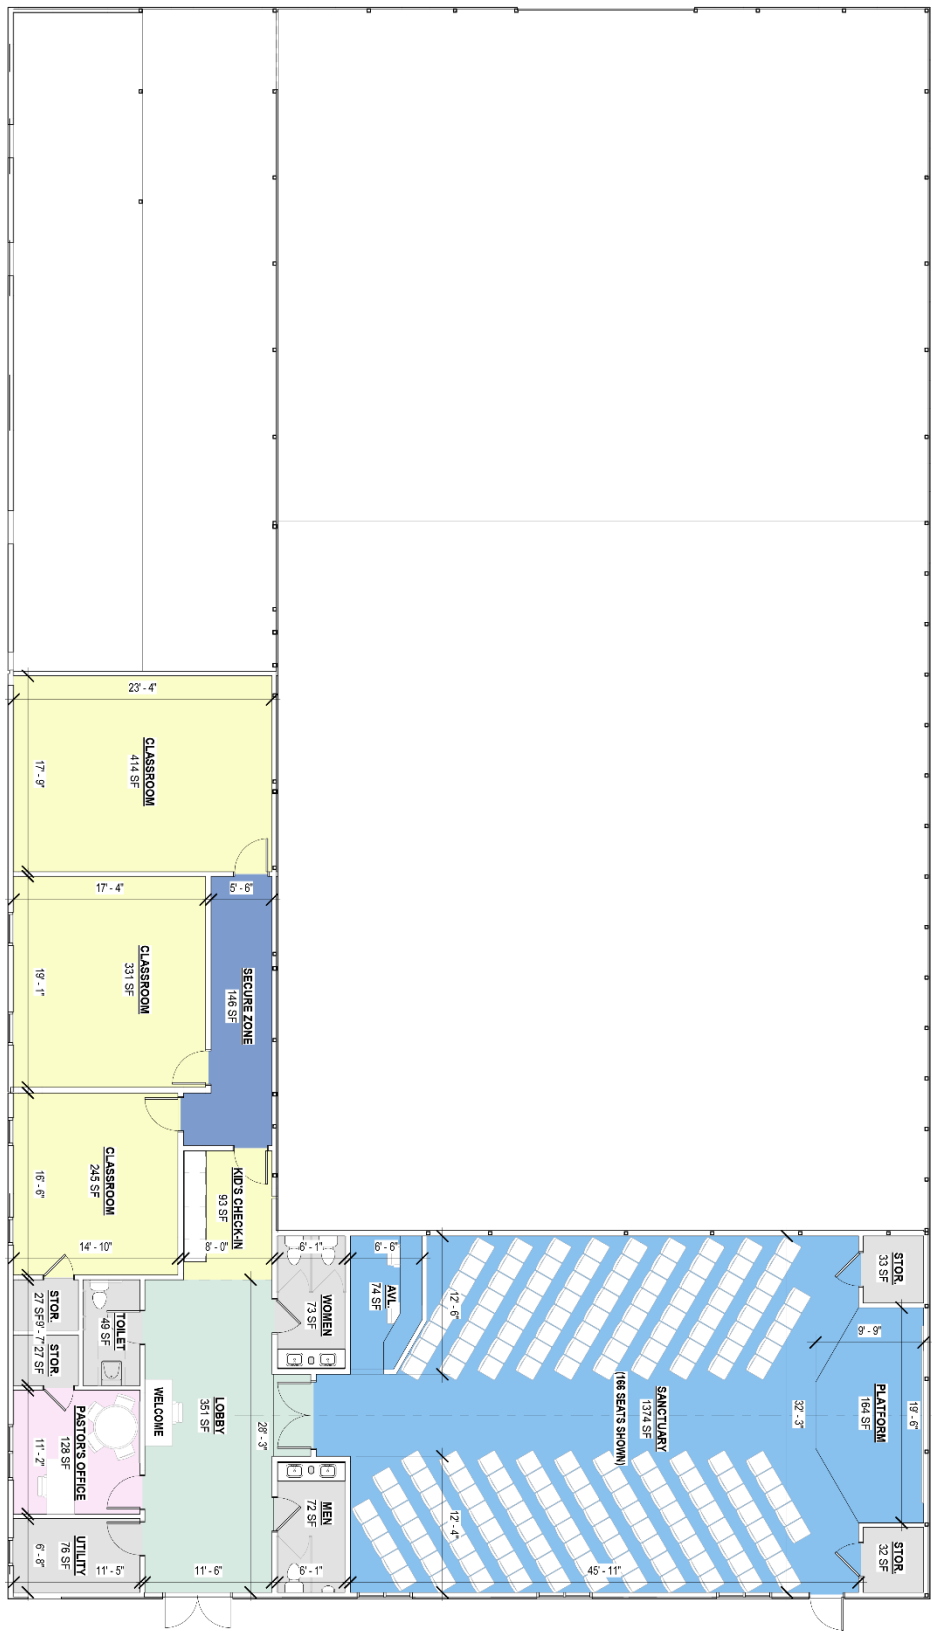 23' - 4"
CLASSROOM
414 SF
17' - 9"
17' - 4"
5' - 6"
CLASSROOM
331 SF
19' - 1"
SECURE ZONE
146 SF
CLASSROOM
245 SF
16' - 6"
14' - 10"
KID'S CHECK-IN
93 SF
8' - 0"
6' - 1"
WOMEN
73 SF
6' - 6"
AVL.
74 SF
12' - 6"
STOR.
33 SF
9' - 9"
PLATFORM
164 SF
19' - 6"
32' - 3"
SANCTUARY
1374 SF
(166 SEATS SHOWN)
STOR.
27 SF
9' - 7"
STOR.
27 SF
TOILET
49 SF
WELCOME
LOBBY
351 SF
28' - 3"
PASTOR'S OFFICE
128 SF
11' - 2"
UTILITY
76 SF
6' - 8"
11' - 5"
11' - 6"
MEN
72 SF
6' - 1"
12' - 4"
45' - 11"
STOR.
32 SF